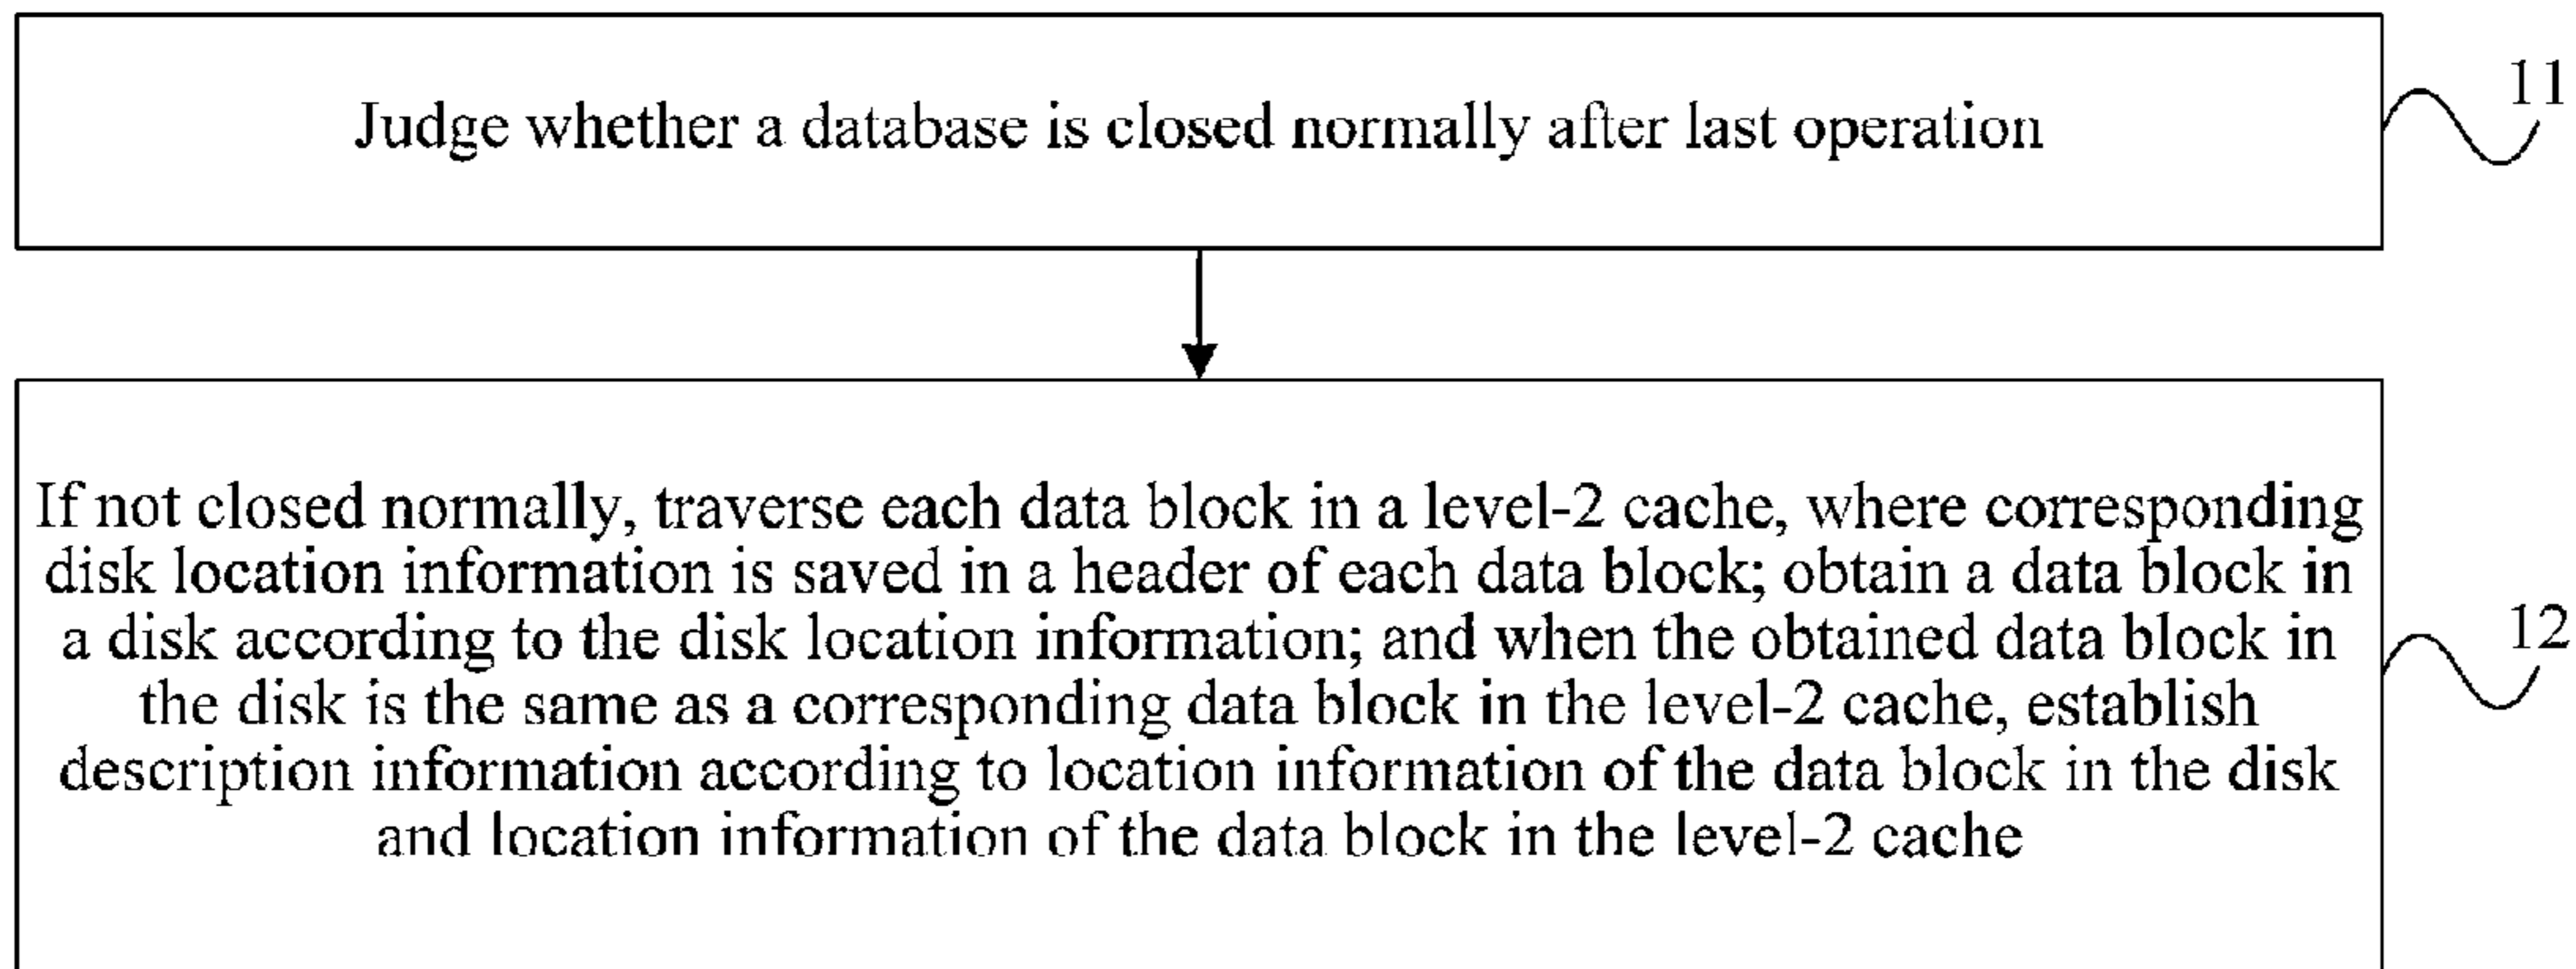 Judge whether a database is closed normally after last operation
11
If not closed normally, traverse each data block in a level-2 cache, where corresponding
disk location information is saved in a header of each data block; obtain a data block in
a disk according to the disk location information; and when the obtained data block in
the disk is the same as a corresponding data block in the level-2 cache, establish
description information according to location information of the data block in the disk
and location information of the data block in the level-2 cache
12